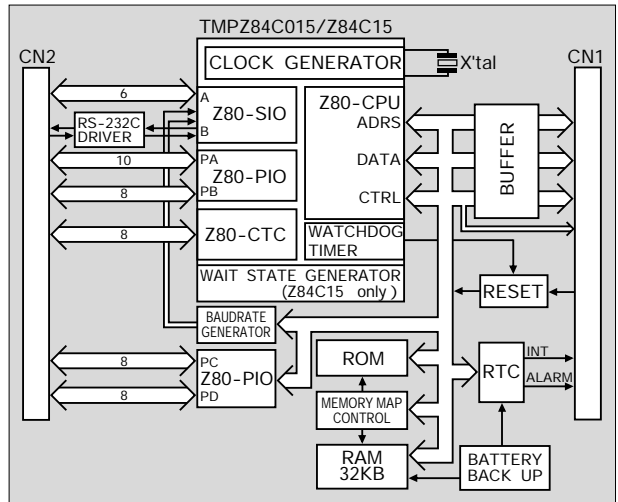 TMPZ84C015/Z84C15
CN2
CN1
CLOCK GENERATOR
X'tal
6
A
Z80-SIO
B
RS-232C
DRIVER
Z80-CPU
ADRS
DATA
CTRL
BUFFER
10
PA
Z80-PIO
8
PB
8
Z80-CTC
WATCHDOG
TIMER
WAIT STATE GENERATOR
(Z84C15 only)
RESET
BAUDRATE
GENERATOR
8
PC
Z80-PIO
8
PD
ROM
MEMORY MAP
CONTROL
RAM
32KB
RTC
INT
ALARM
BATTERY
BACK UP